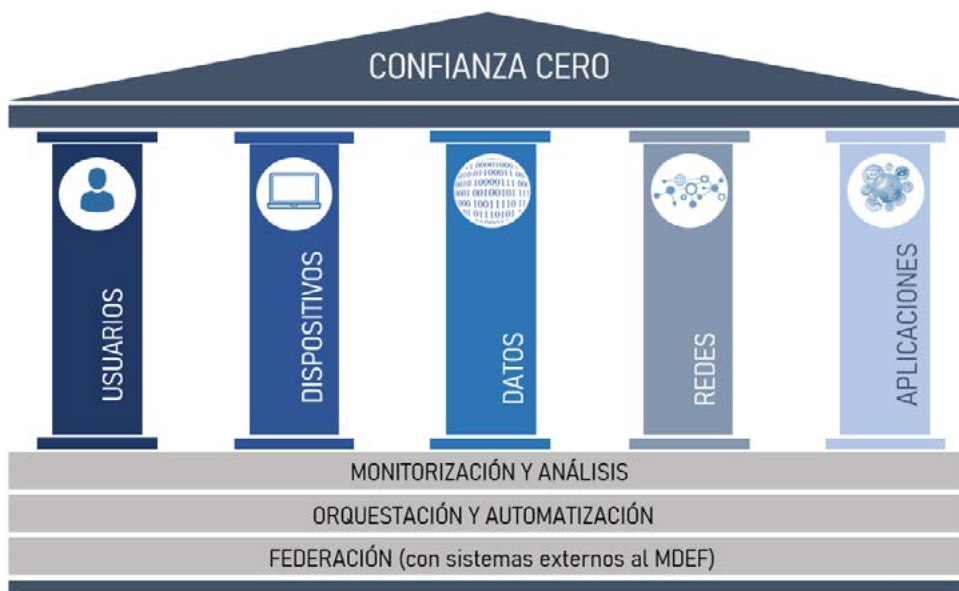 CONFIANZA CERO
USUARIOS
DISPOSITIVOS
DATOS
REDES
APLICACIONES
MONITORIZACIÓN Y ANÁLISIS
ORQUESTACIÓN Y AUTOMATIZACIÓN
FEDERACIÓN (con sistemas externos al MDEF)